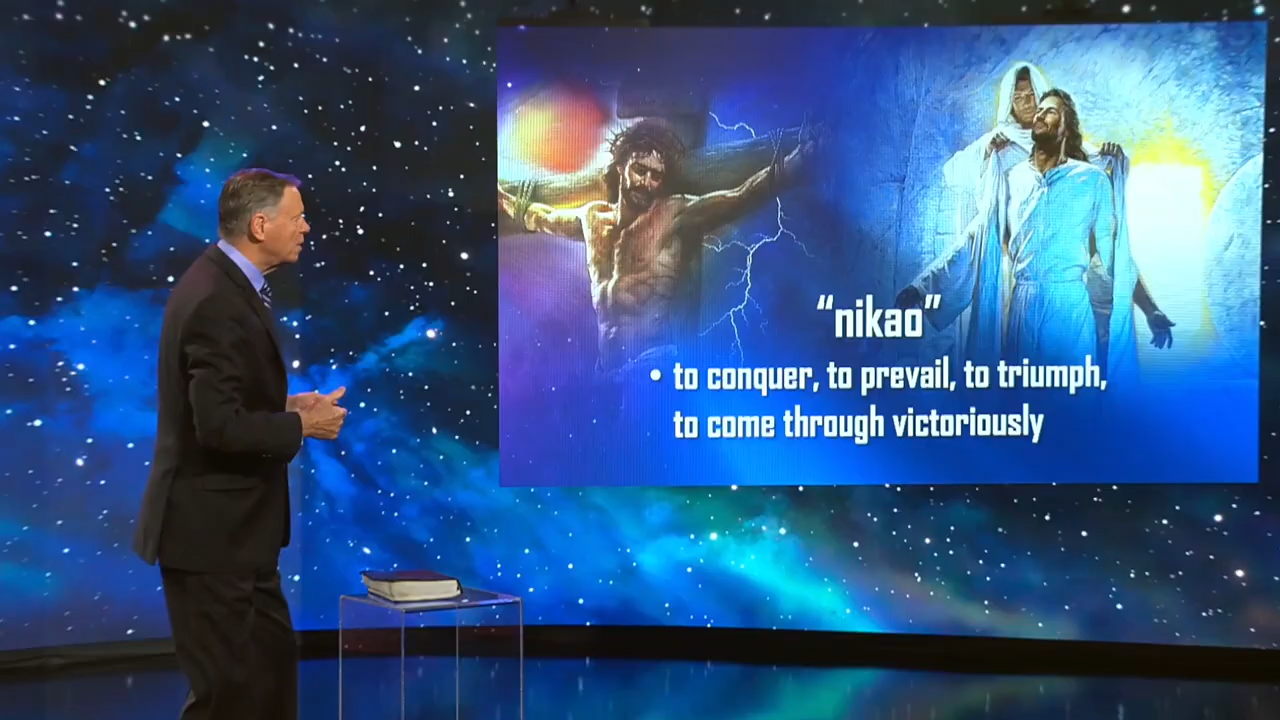 “nikao”
• to conquer, to prevail, to triumph,
to come through victoriously